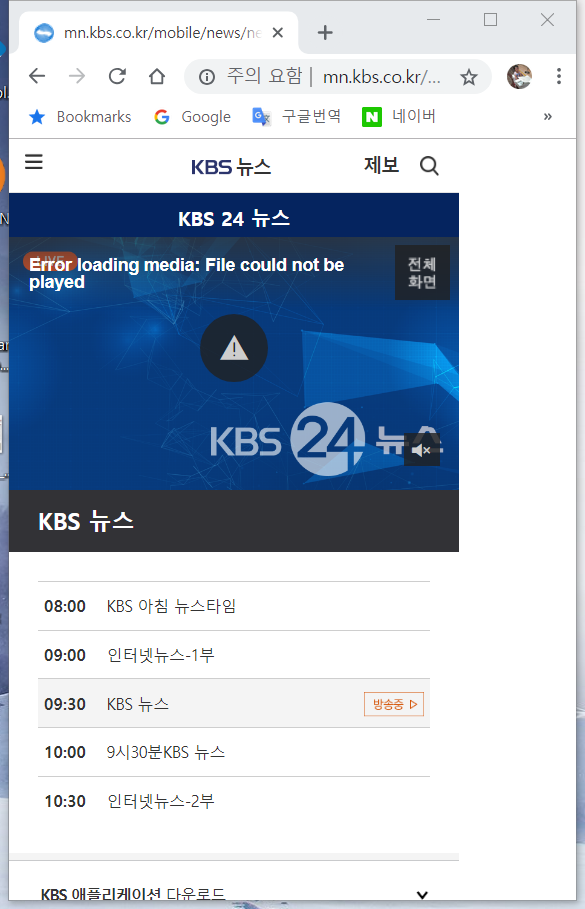 mn.kbs.co.kr/mobile/news/ne
주의 요함 | mn.kbs.co.kr/...
Bookmarks Google 구글번역 네이버 »
KBS 뉴스 제보
KBS 24 뉴스
LIVE
Error loading media: File could not be
played
전체
화면
KBS 24 뉴스
KBS 뉴스
08:00 KBS 아침 뉴스타임
09:00 인터넷뉴스-1부
09:30 KBS 뉴스 방송중
10:00 9시30분KBS 뉴스
10:30 인터넷뉴스-2부
KBS 애플리케이션 다운로드